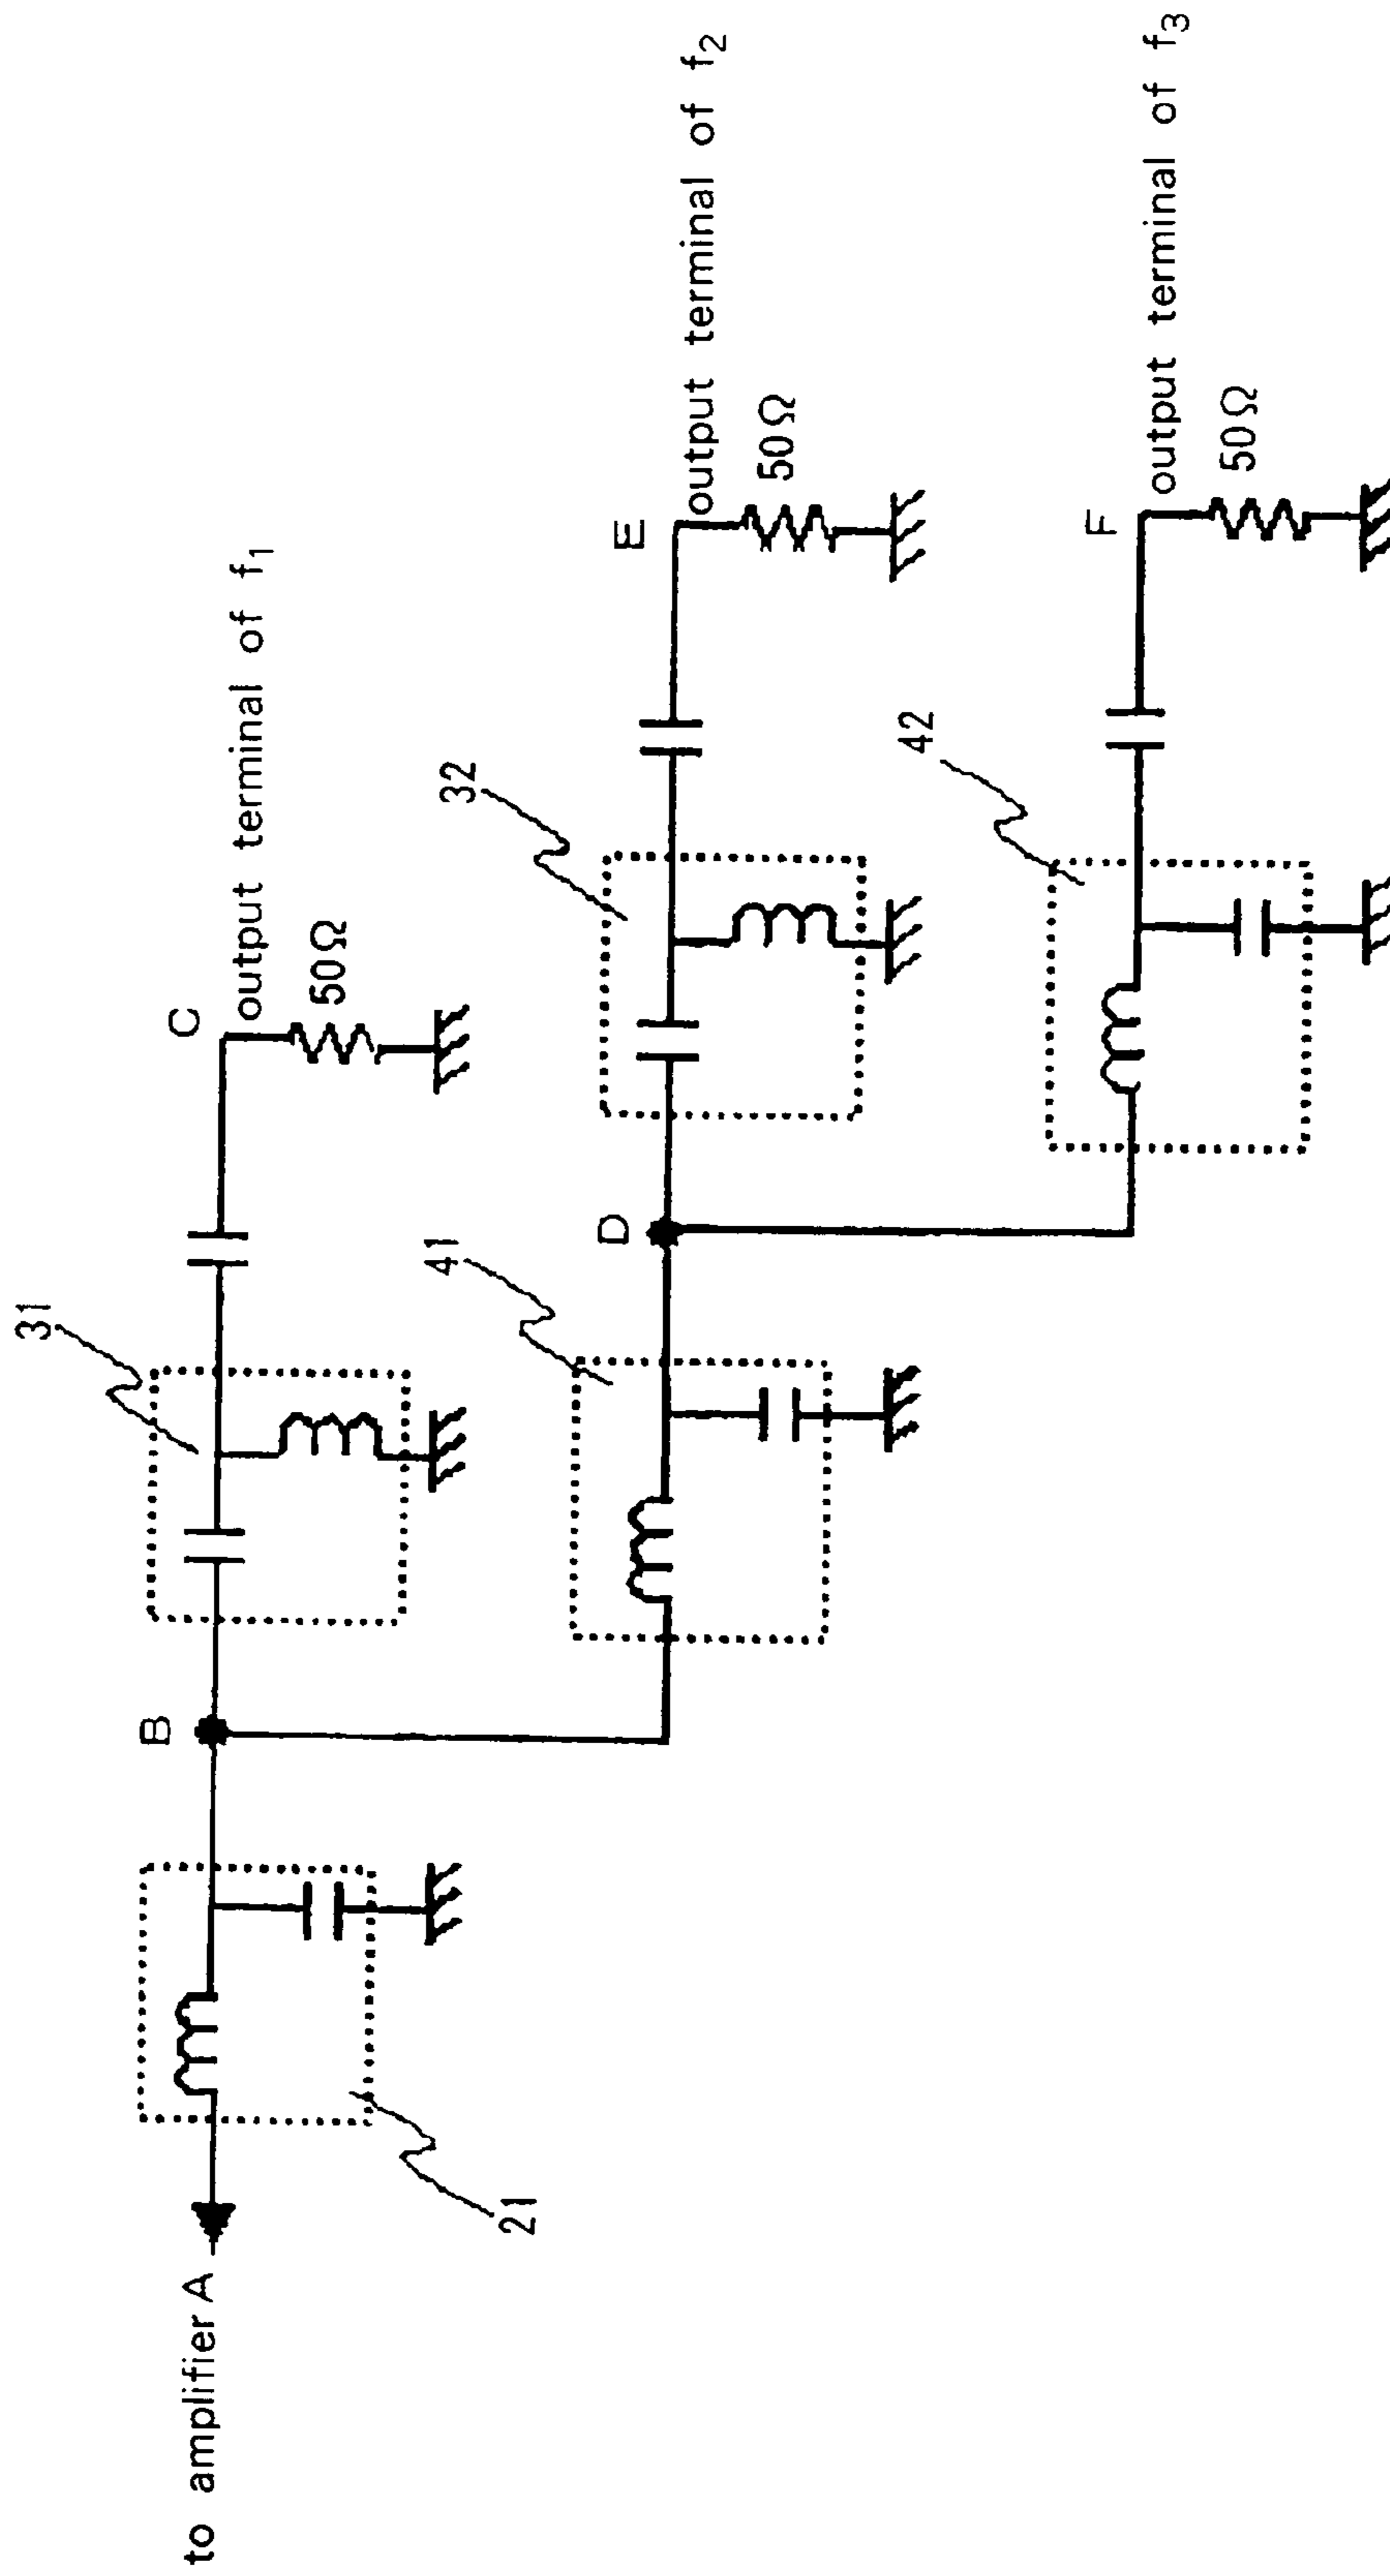 to amplifier A
21
B
31
C
output terminal of f₁
50Ω
41
D
32
E
output terminal of f₂
50Ω
42
F
output terminal of f₃
50Ω